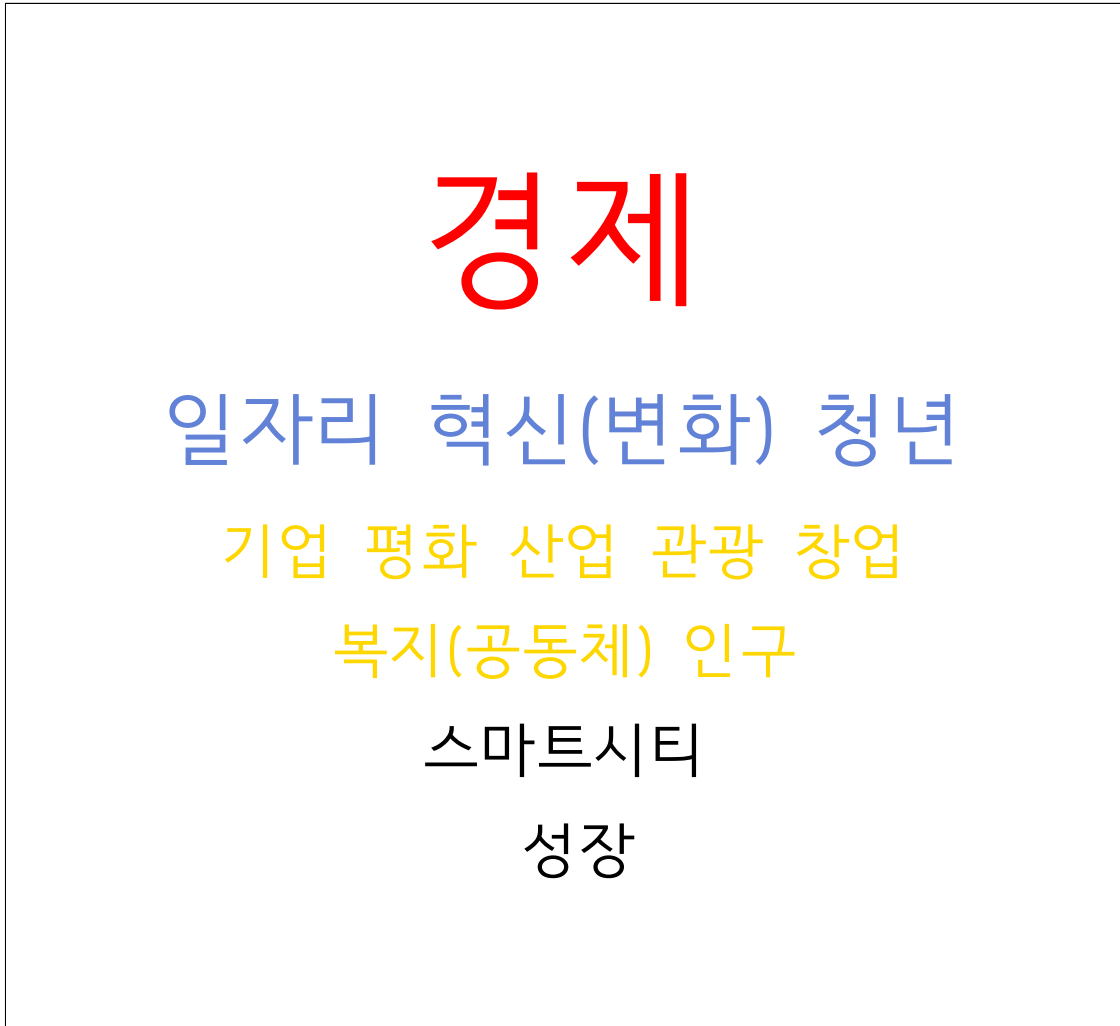 경제
일자리 혁신(변화) 청년
기업 평화 산업 관광 창업
복지(공동체) 인구
스마트시티
성장